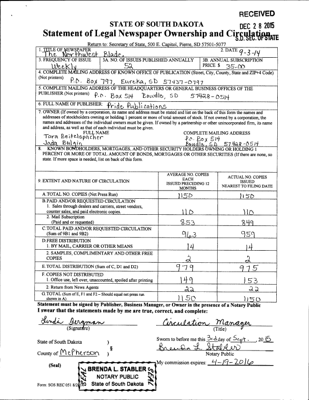 RECEIVED
DEC 28 2015
S.D. SEC. OF STATE
STATE OF SOUTH DAKOTA
Statement of Legal Newspaper Ownership and Circulation
Return to: Secretary of State, 500 E. Capitol, Pierre, SD 57501-5077
1. TITLE OF NEWSPAPER
The Northwest Blade
2. DATE 9-3-14
3. FREQUENCY OF ISSUE
Weekly
3A. NO. OF ISSUES PUBLISHED ANNUALLY
52
3B. ANNUAL SUBSCRIPTION
PRICE $ 35.00
4. COMPLETE MAILING ADDRESS OF KNOWN OFFICE OF PUBLICATION (Street, City, County, State and ZIP+4 Code)
(Not printers) P.O. Box 797, Eureka, SD 57437-0797
5. COMPLETE MAILING ADDRESS OF THE HEADQUARTERS OR GENERAL BUSINESS OFFICES OF THE
PUBLISHERS (Not printers) P.O. Box 514 Bowdle, SD 57428-0514
6. FULL NAME OF PUBLISHER: Pride Publications
7. OWNER (If owned by a corporation, its name and address must be stated and list on the back of this form the names and
addresses of stockholders owning or holding 1 percent or more of total amount of stock. If not owned by a corporation, the
names and addresses of the individual owners must be given. If owned by a partnership or other unincorporated firm, its name
and address, as well as that of each individual must be given.
FULL NAME
COMPLETE MAILING ADDRESS
Tara Beitelspacher
PO Box 514
Bowdle, SD 57428-0514
8. KNOWN BONDHOLDERS, MORTGAGEES, AND OTHER SECURITY HOLDERS OWNING OR HOLDING 1
PERCENT OR MORE OF TOTAL AMOUNT OF BONDS, MORTGAGES OR OTHER SECURITIES (If there are none, so
state. If more space is needed, list on back of this form.
9. EXTENT AND NATURE OF CIRCULATION
AVERAGE NO. COPIES
EACH
ISSUED PRECEDING 12
MONTHS
ACTUAL NO. COPIES
ISSUED
NEAREST TO FILING DATE
A. TOTAL NO. COPIES (Net Press Run) 1150 1150
B. PAID AND/OR REQUESTED CIRCULATION
1. Sales through dealers and carriers, street vendors,
counter sales, and paid electronic copies 110 110
2. Mail Subscription
(Paid and or requested) 853 849
C. TOTAL PAID AND/OR REQUESTED CIRCULATION
(Sum of 9B1 and 9B2) 963 959
D. FREE DISTRIBUTION
1 BY MAIL, CARRIER OR OTHER MEANS 14 14
2. SAMPLES, COMPLIMENTARY AND OTHER FREE
COPIES 2 2
E. TOTAL DISTRIBUTION (Sum of C, D1 and D2) 979 975
F. COPIES NOT DISTRIBUTED
1. Office use, left over, unaccounted, spoiled after printing 149 153
2. Return from News Agents 22 22
G. TOTAL (Sum of E, F1 and F2 – Should equal net press run
shown in A) 1150 1150
Statement must be signed by Publisher, Business Manager, or Owner in the presence of a Notary Public
I swear that the statements made by me are true, correct, and complete:
Linda Bergman
(Signature)
Circulation Manager
(Title)
State of South Dakota )
County of McPherson )
Sworn to before me this 3rd day of Sept., 2015
Brenda L Stabler
Notary Public
(Seal)
My commission expires: 4-19-2016
BRENDA L. STABLER
NOTARY PUBLIC
State of South Dakota